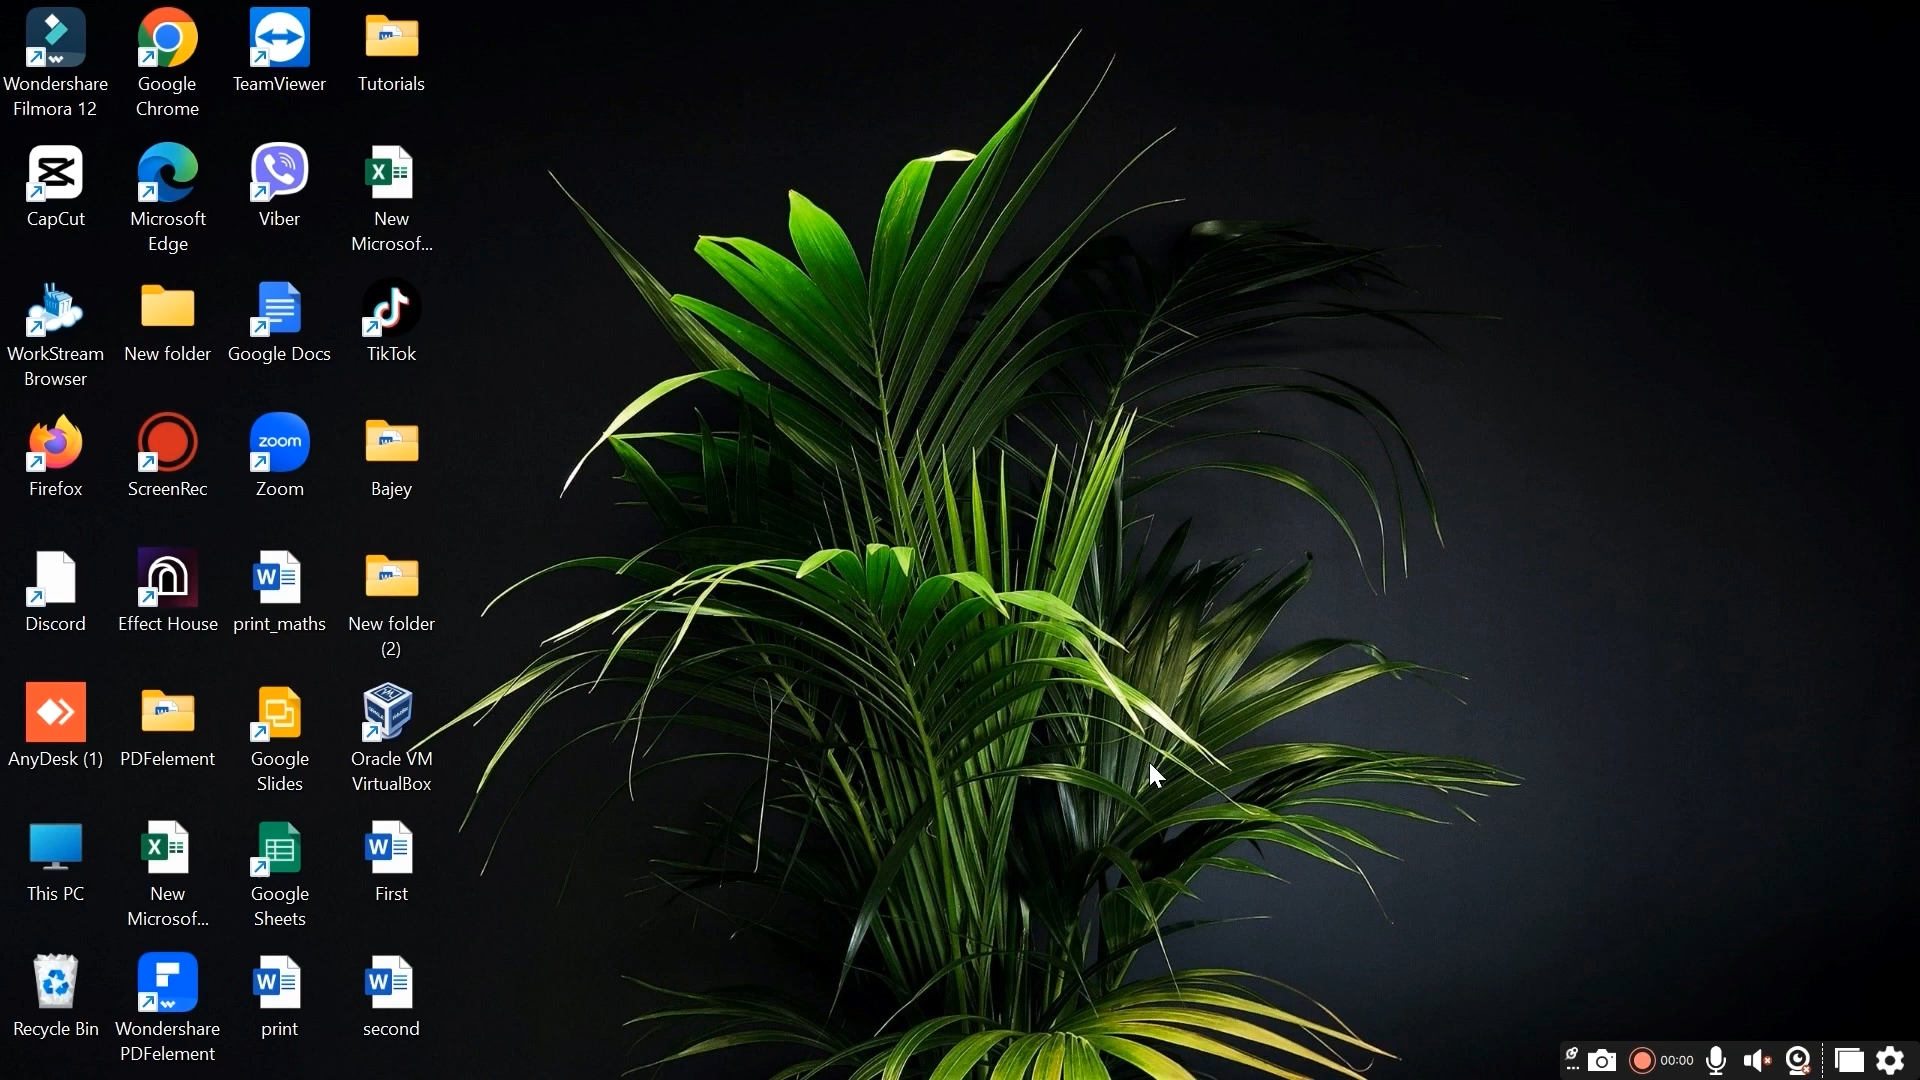 Wondershare
Filmora 12
Google
Chrome
TeamViewer
Tutorials
CapCut
Microsoft
Edge
Viber
New
Microsof...
WorkStream
Browser
New folder
Google Docs
TikTok
Firefox
ScreenRec
zoom
Zoom
Bajey
Discord
Effect House
print_maths
New folder
(2)
AnyDesk (1)
PDFelement
Google
Slides
Oracle VM
VirtualBox
This PC
New
Microsof...
Google
Sheets
First
Recycle Bin
Wondershare
PDFelement
print
second
00:00